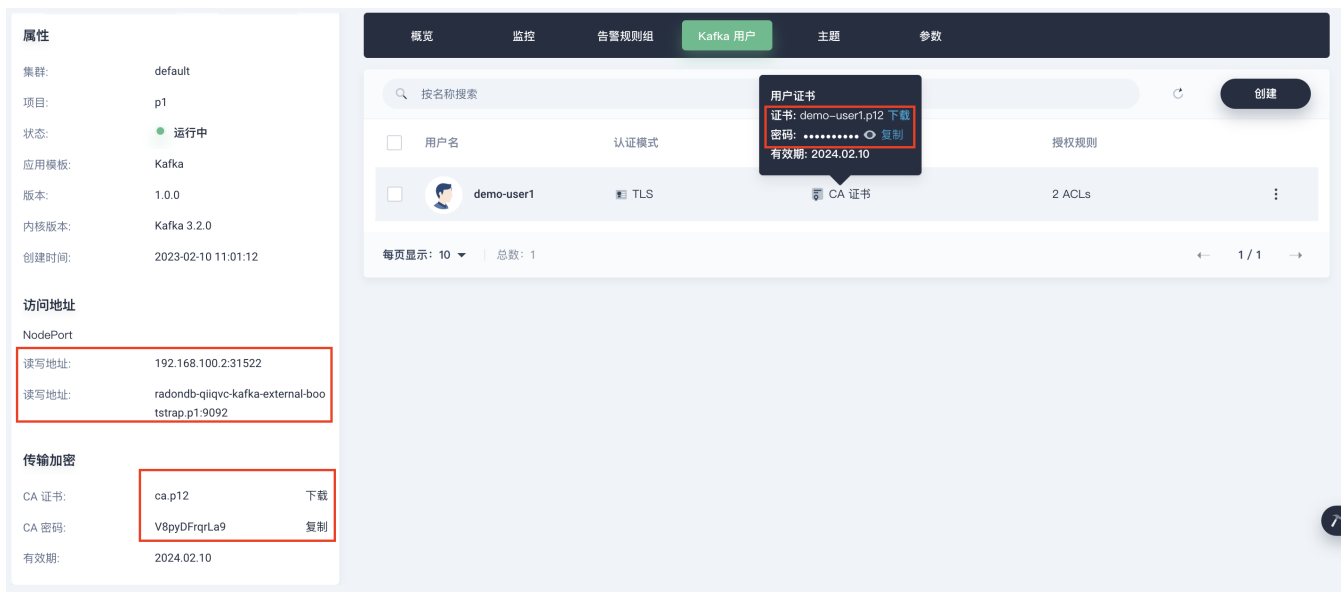 属性
集群: default
项目: p1
状态: 运行中
应用模板: Kafka
版本: 1.0.0
内核版本: Kafka 3.2.0
创建时间: 2023-02-10 11:01:12
访问地址
NodePort
读写地址: 192.168.100.2:31522
读写地址: radondb-qiiqvc-kafka-external-boo
tstrap.p1:9092
传输加密
CA 证书: ca.p12 下载
CA 密码: V8pyDFrqrLa9 复制
有效期: 2024.02.10
概览 监控 告警规则组 Kafka 用户 主题 参数
按名称搜索
创建
用户证书
证书: demo-user1.p12 下载
密码: •••••••••• 复制
有效期: 2024.02.10
用户名 认证模式 授权规则
demo-user1 TLS CA 证书 2 ACLs
每页显示: 10 总数: 1 1 / 1